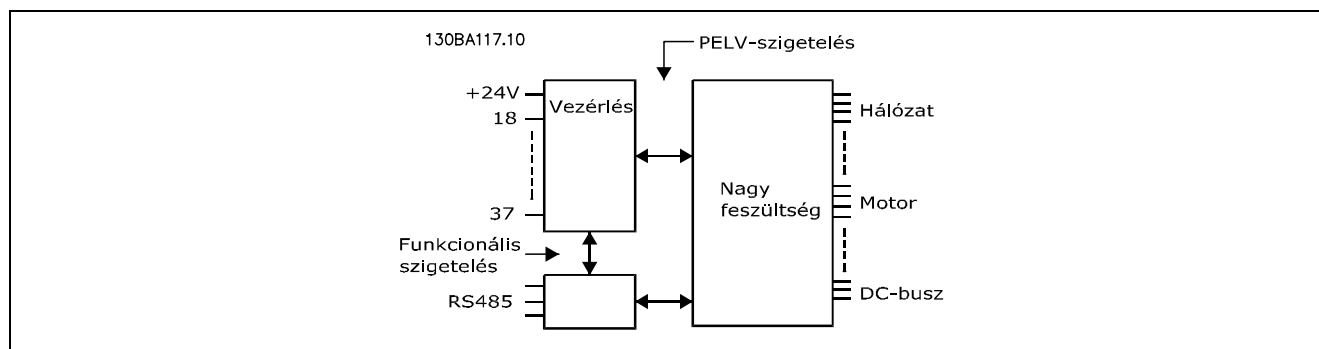 130BA117.10
PELV-szigetelés
+24V
18
37
Vezérlés
Nagy
feszültség
Hálózat
Motor
DC-busz
Funkcionális
szigetelés
RS485